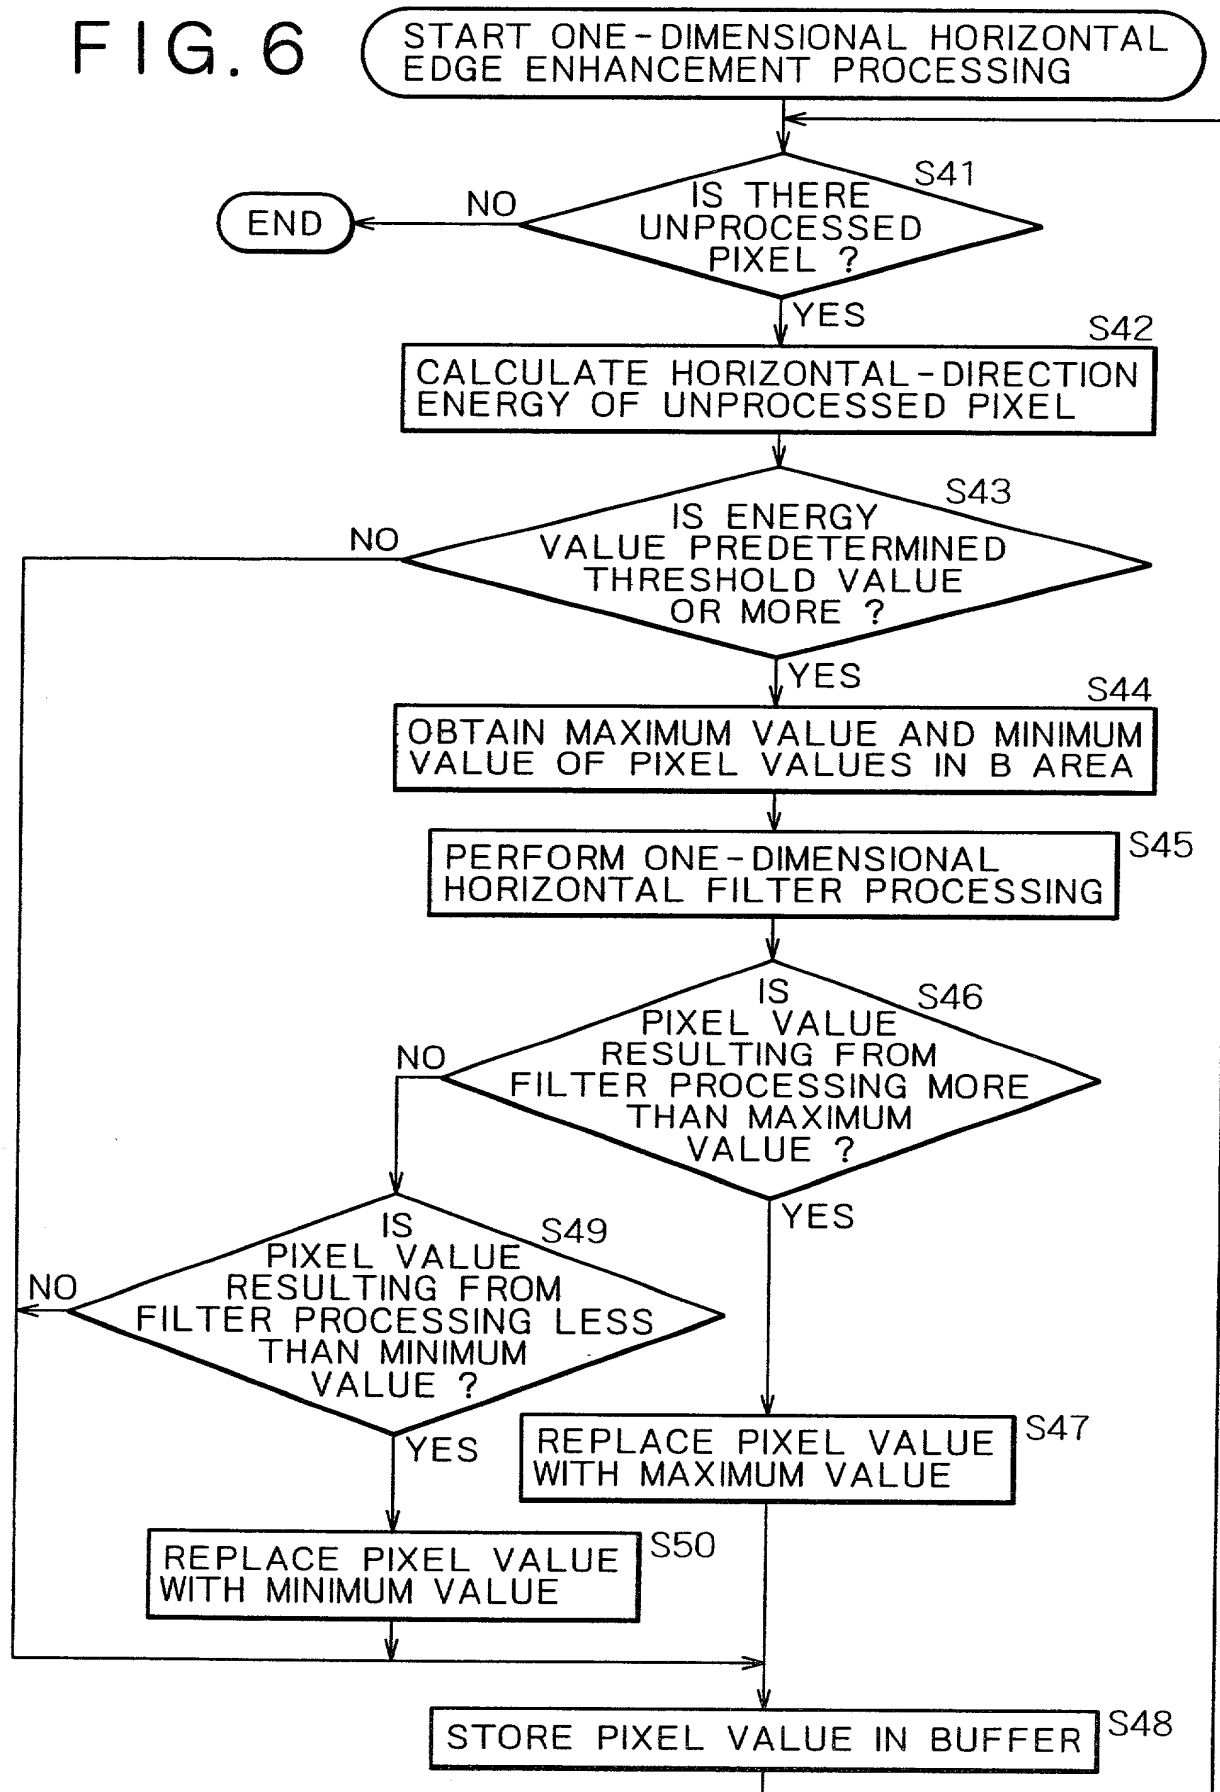 FIG. 6
START ONE-DIMENSIONAL HORIZONTAL
EDGE ENHANCEMENT PROCESSING
S41
IS THERE
UNPROCESSED
PIXEL ?
NO
END
YES
S42
CALCULATE HORIZONTAL-DIRECTION
ENERGY OF UNPROCESSED PIXEL
S43
IS ENERGY
VALUE PREDETERMINED
THRESHOLD VALUE
OR MORE ?
NO
YES
S44
OBTAIN MAXIMUM VALUE AND MINIMUM
VALUE OF PIXEL VALUES IN B AREA
S45
PERFORM ONE-DIMENSIONAL
HORIZONTAL FILTER PROCESSING
S46
IS
PIXEL VALUE
RESULTING FROM
FILTER PROCESSING MORE
THAN MAXIMUM
VALUE ?
NO
YES
S49
IS
PIXEL VALUE
RESULTING FROM
FILTER PROCESSING LESS
THAN MINIMUM
VALUE ?
NO
YES
S47
REPLACE PIXEL VALUE
WITH MAXIMUM VALUE
S50
REPLACE PIXEL VALUE
WITH MINIMUM VALUE
S48
STORE PIXEL VALUE IN BUFFER